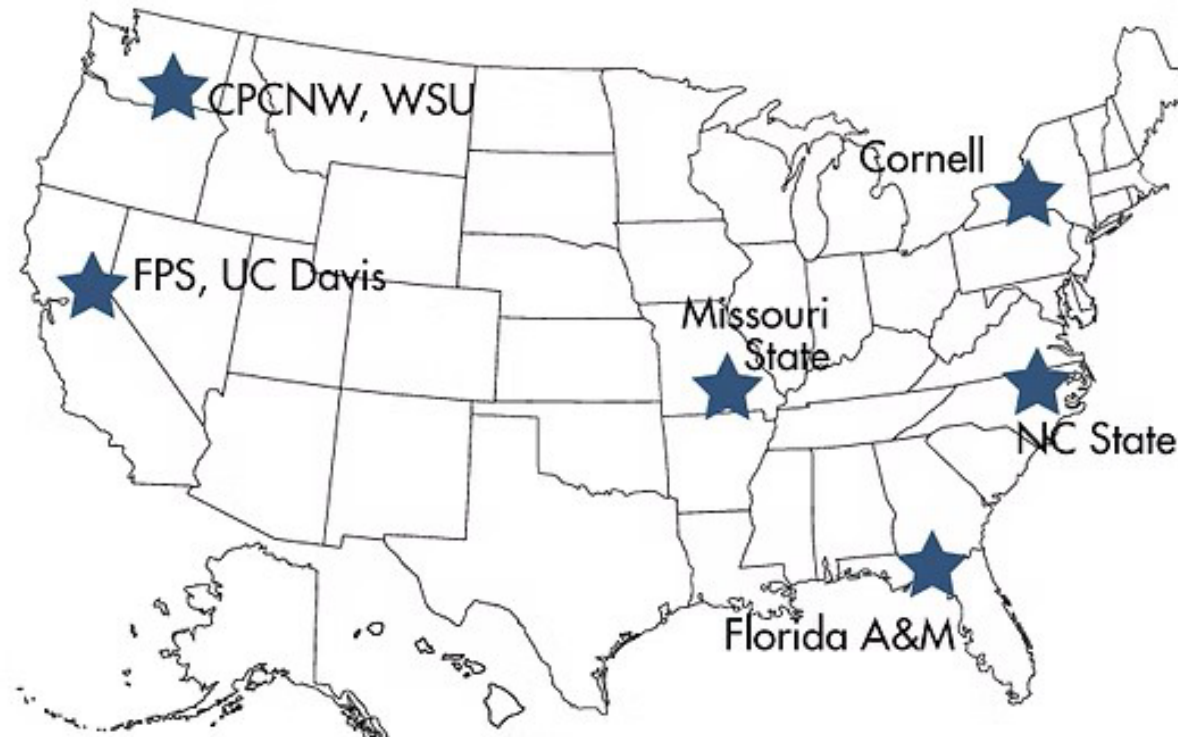 CPCNW, WSU
Cornell
FPS, UC Davis
Missouri
State
NC State
Florida A&M